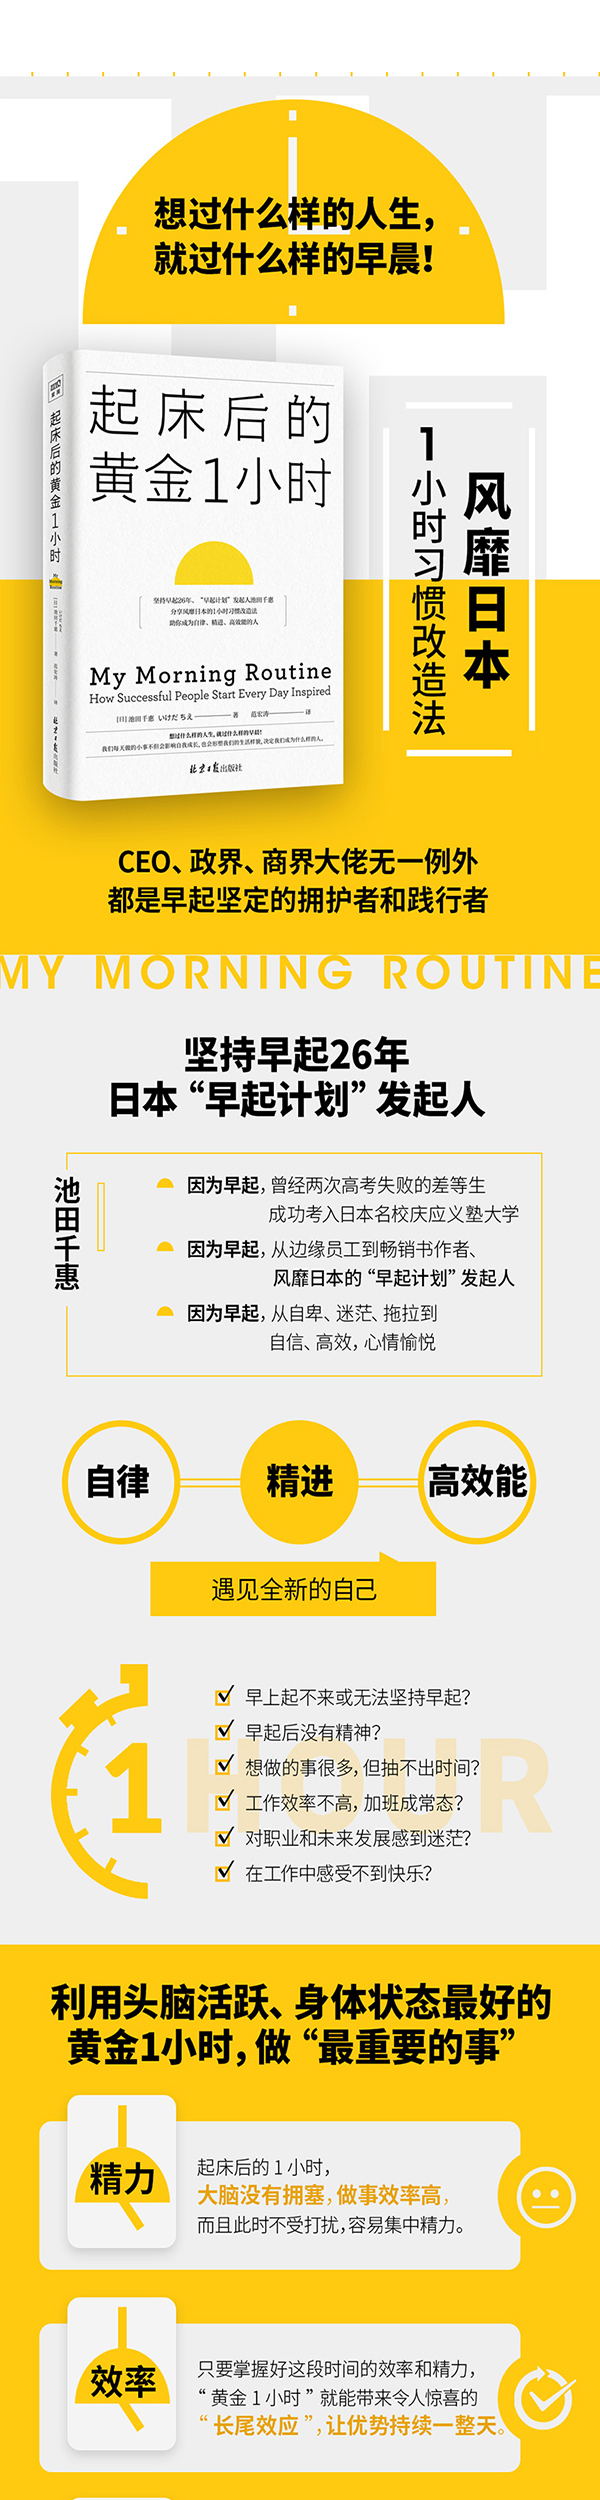 想过什么样的人生，
就过什么样的早晨！
起床后的
黄金1小时
起床后的黄金1小时
坚持早起26年、“早起计划”发起人池田千惠
分享风靡日本的1小时习惯改造法
助你成为自律、精进、高效能的人
My Morning Routine
How Successful People Start Every Day Inspired
[日]池田千惠 いけだ ちえ 著 范宏涛 译
想过什么样的人生，就过什么样的早晨！
我们每天做的小事不但会影响自我成长，也会形塑我们的生活样貌，决定我们成为什么样的人。
北京日报出版社
风靡日本
1小时习惯改造法
CEO、政界、商界大佬无一例外
都是早起坚定的拥护者和践行者
MY MORNING ROUTINE
坚持早起26年
日本“早起计划”发起人
池田千惠
因为早起，曾经两次高考失败的差等生
成功考入日本名校庆应义塾大学
因为早起，从边缘员工到畅销书作者、
风靡日本的“早起计划”发起人
因为早起，从自卑、迷茫、拖拉到
自信、高效，心情愉悦
自律
精进
高效能
遇见全新的自己
1 HOUR
早上起不来或无法坚持早起？
早起后没有精神？
想做的事很多，但抽不出时间？
工作效率不高，加班成常态？
对职业和未来发展感到迷茫？
在工作中感受不到快乐？
利用头脑活跃、身体状态最好的
黄金1小时，做“最重要的事”
精力
起床后的 1 小时，
大脑没有拥塞，做事效率高，
而且此时不受打扰，容易集中精力。
效率
只要掌握好这段时间的效率和精力，
“黄金 1 小时”就能带来令人惊喜的
“长尾效应”，让优势持续一整天。